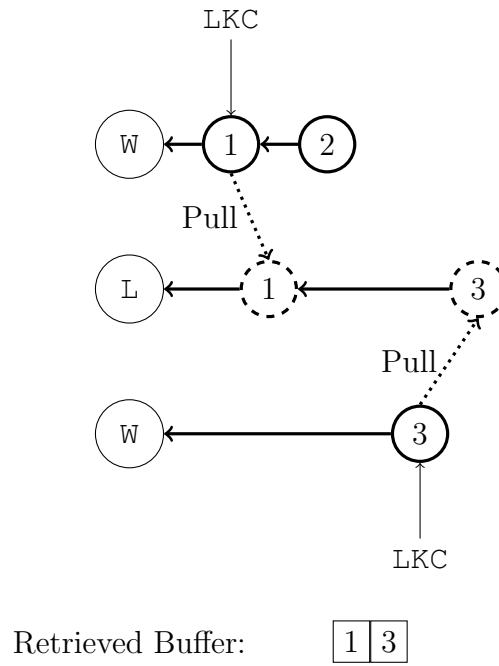 LKC
W 1 2
Pull
L 1 3
Pull
W 3
LKC
Retrieved Buffer: 1 3